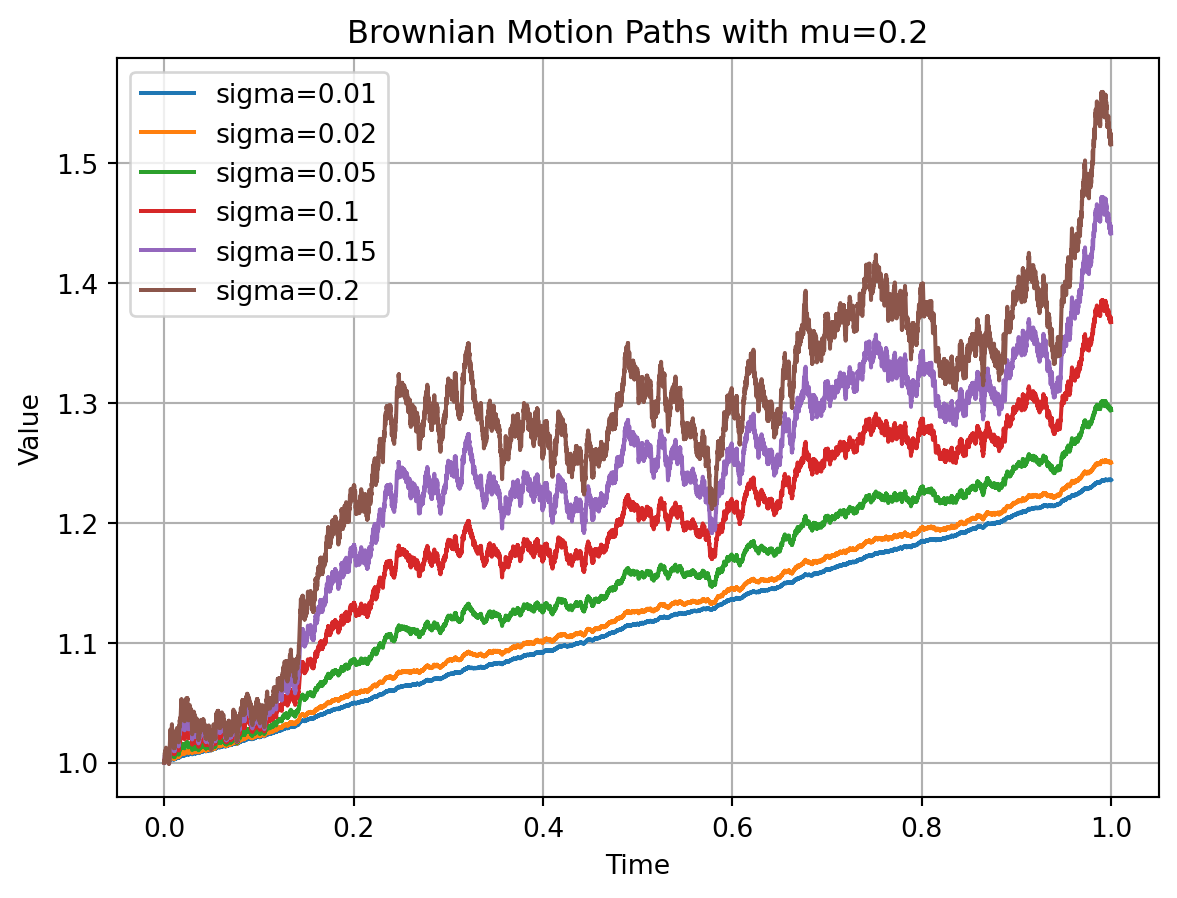 Brownian Motion Paths with mu=0.2
sigma=0.01
sigma=0.02
sigma=0.05
sigma=0.1
sigma=0.15
sigma=0.2
1.5
1.4
1.3
1.2
1.1
1.0
Value
0.0 0.2 0.4 0.6 0.8 1.0
Time